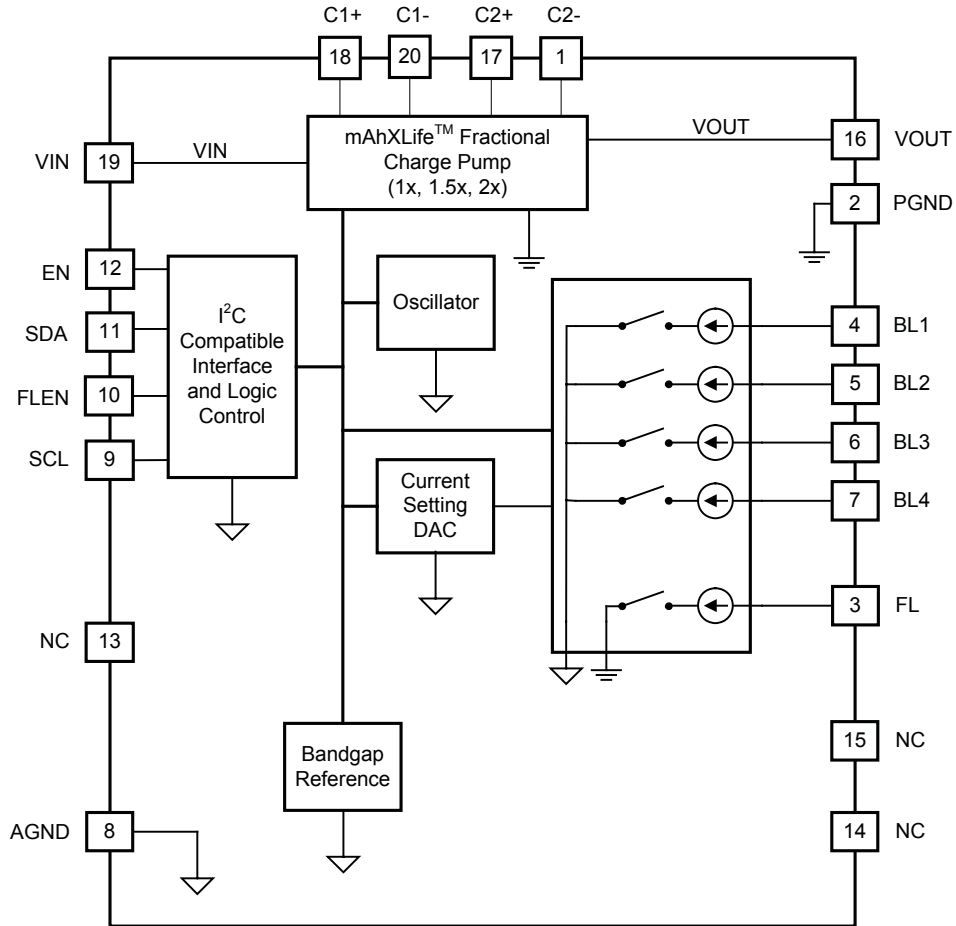 C1+ C1- C2+ C2-
18 20 17 1
mAhXLife™ Fractional
Charge Pump
(1x, 1.5x, 2x)
VIN 19 VIN
VOUT 16 VOUT
2 PGND
EN 12
SDA 11
FLEN 10
SCL 9
I²C
Compatible
Interface
and Logic
Control
Oscillator
Current
Setting
DAC
4 BL1
5 BL2
6 BL3
7 BL4
3 FL
NC 13
15 NC
Bandgap
Reference
AGND 8
14 NC